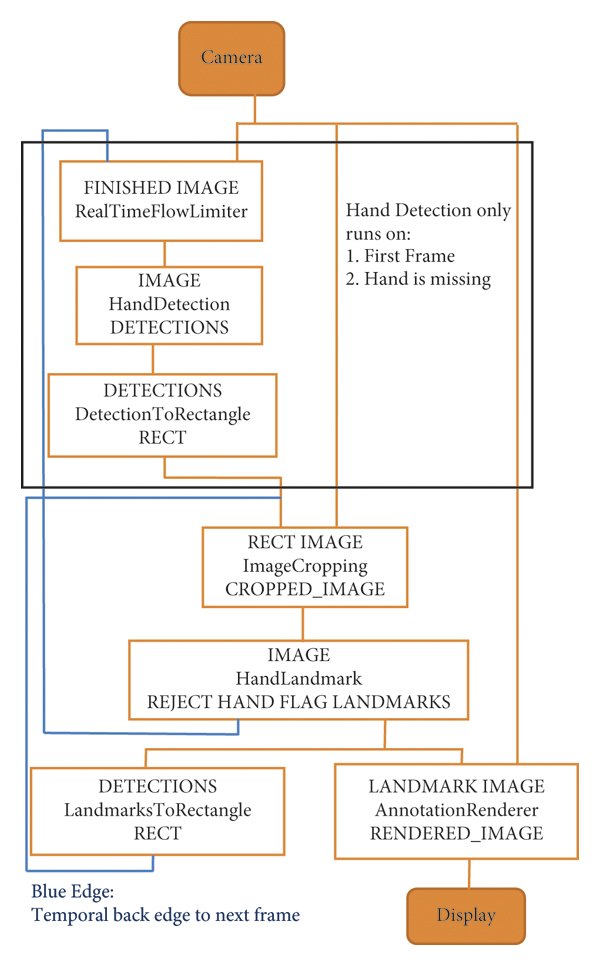 Camera
FINISHED IMAGE
RealTimeFlowLimiter
Hand Detection only
runs on:
1. First Frame
2. Hand is missing
IMAGE
HandDetection
DETECTIONS
DETECTIONS
DetectionToRectangle
RECT
RECT IMAGE
ImageCropping
CROPPED_IMAGE
IMAGE
HandLandmark
REJECT HAND FLAG LANDMARKS
DETECTIONS
LandmarksToRectangle
RECT
LANDMARK IMAGE
AnnotationRenderer
RENDERED_IMAGE
Blue Edge:
Temporal back edge to next frame
Display